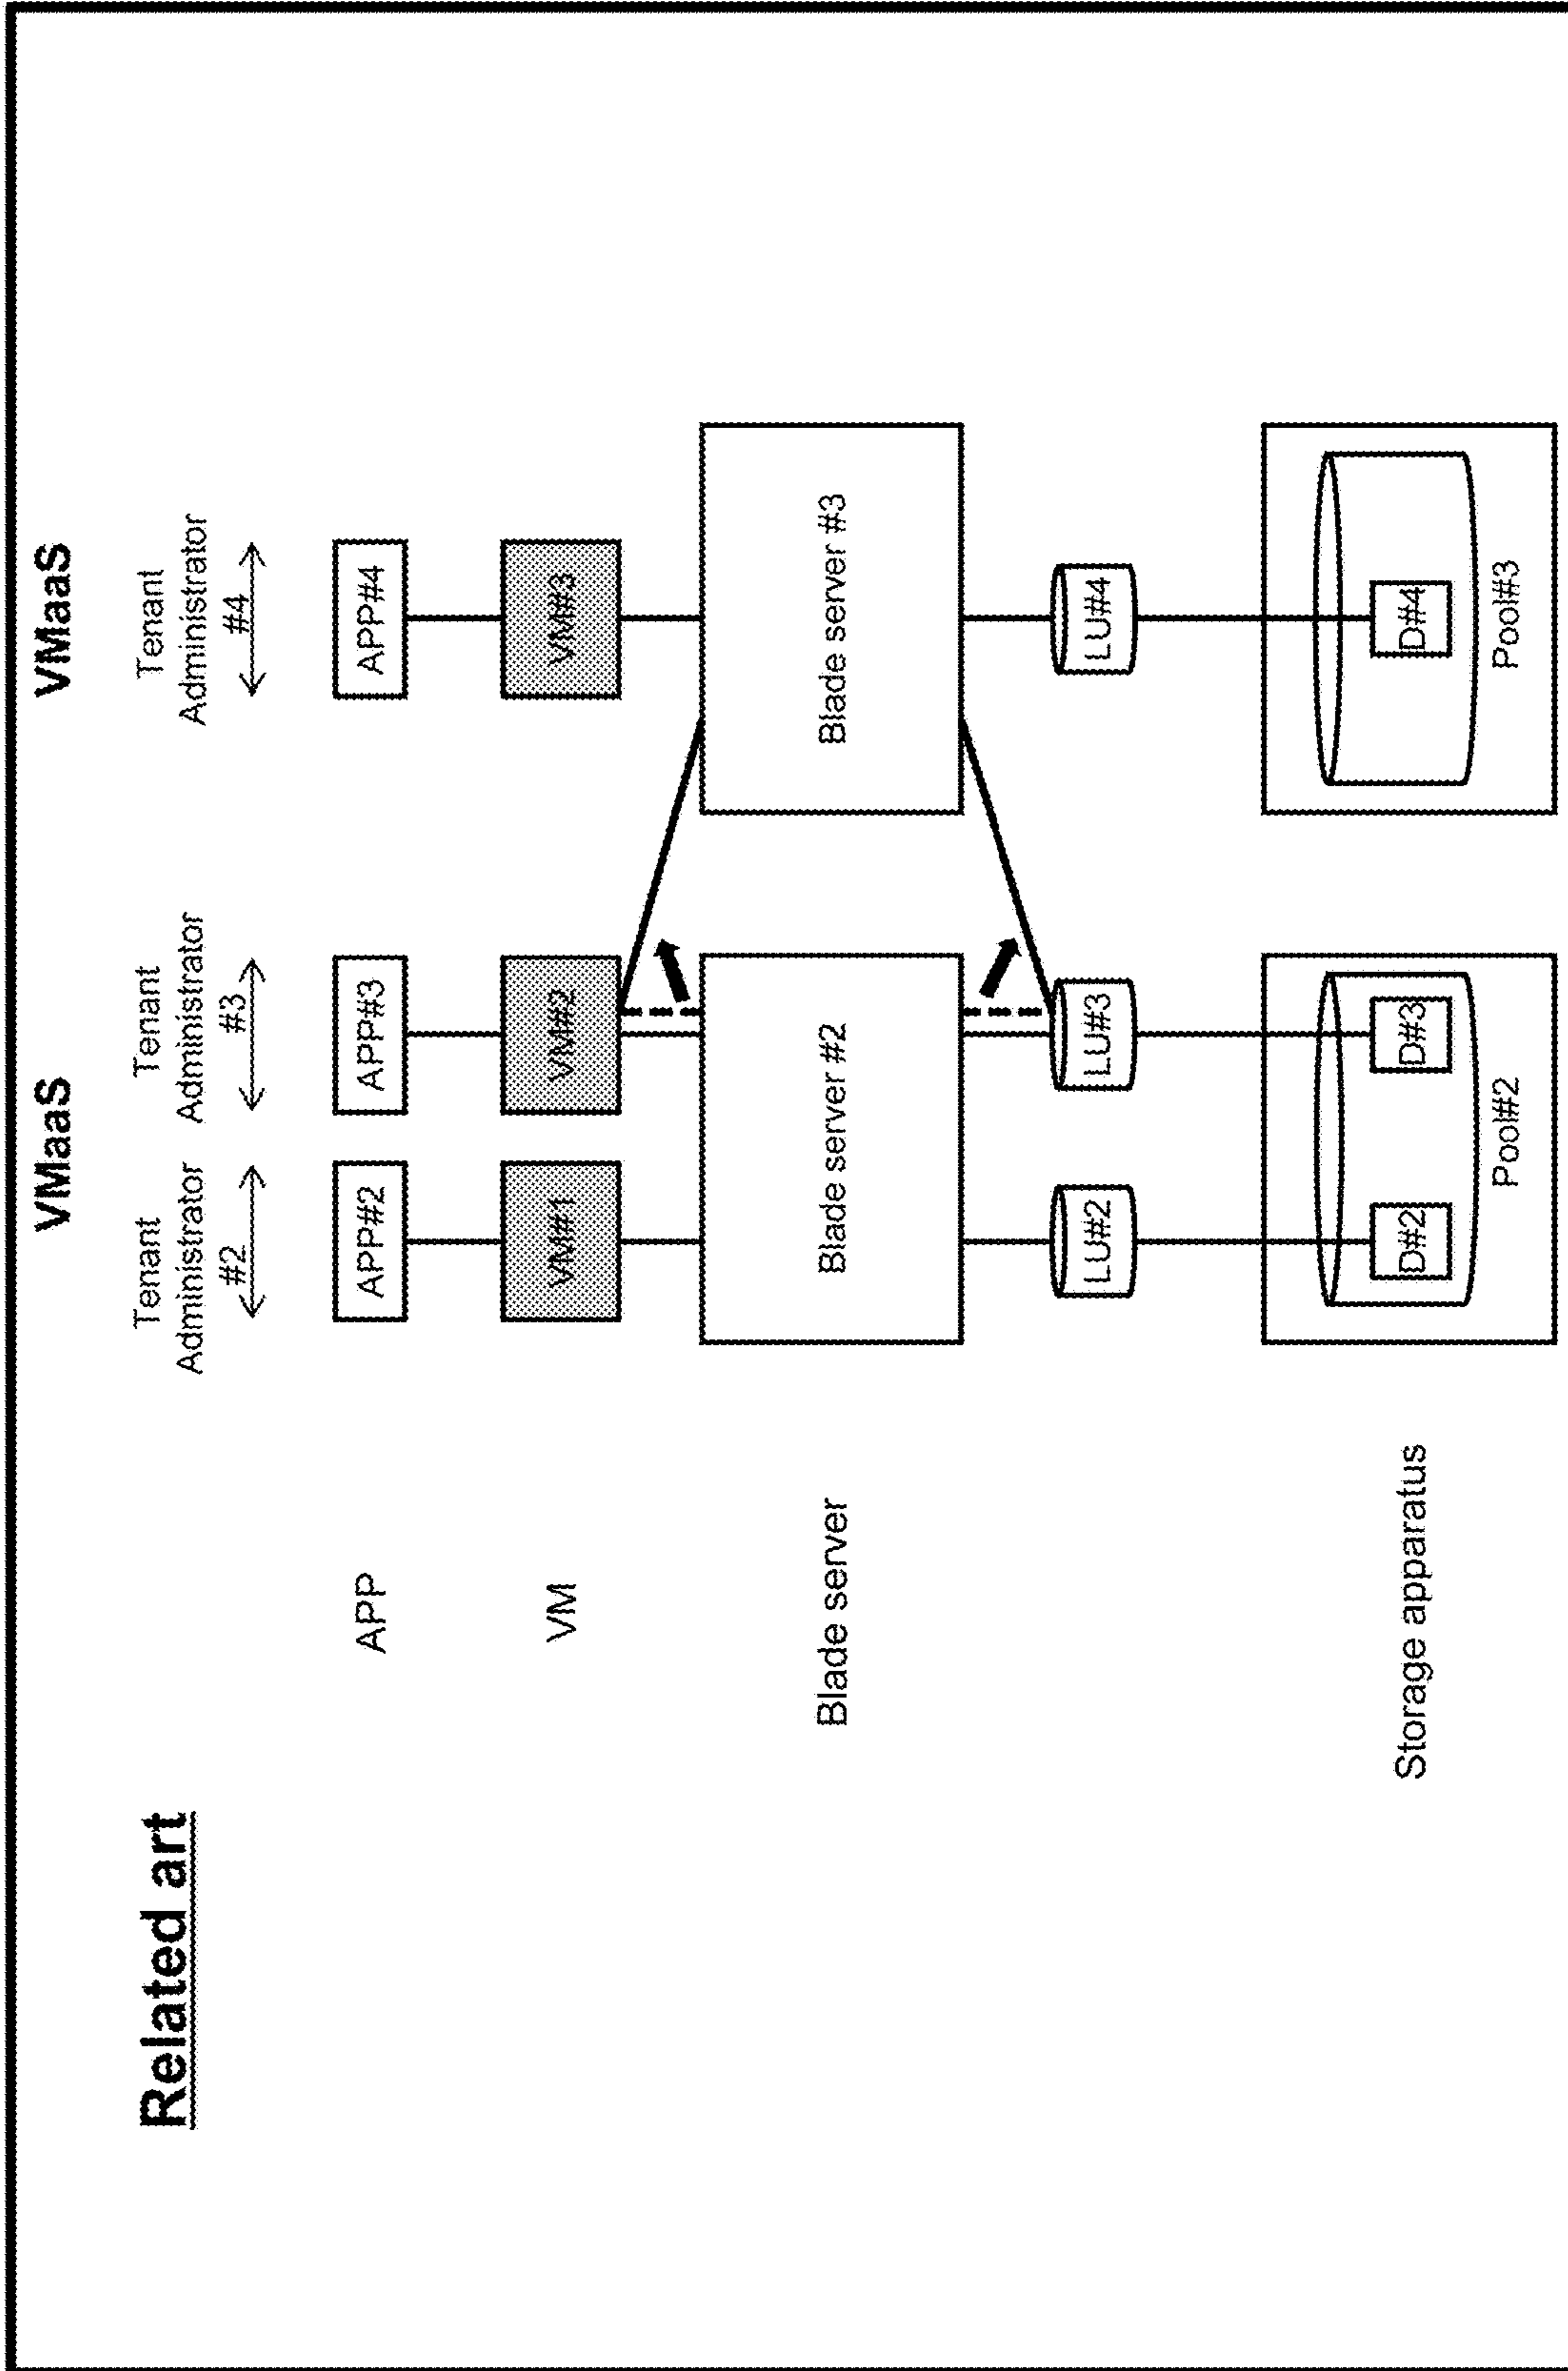 Related art
VMaaS
VMaaS
Tenant
Administrator
#2
Tenant
Administrator
#3
Tenant
Administrator
#4
APP
APP#2
APP#3
APP#4
VM
VM#1
VM#2
VM#3
Blade server
Blade server #2
Blade server #3
LU#2
LU#3
LU#4
Storage apparatus
D#2
D#3
D#4
Pool#2
Pool#3